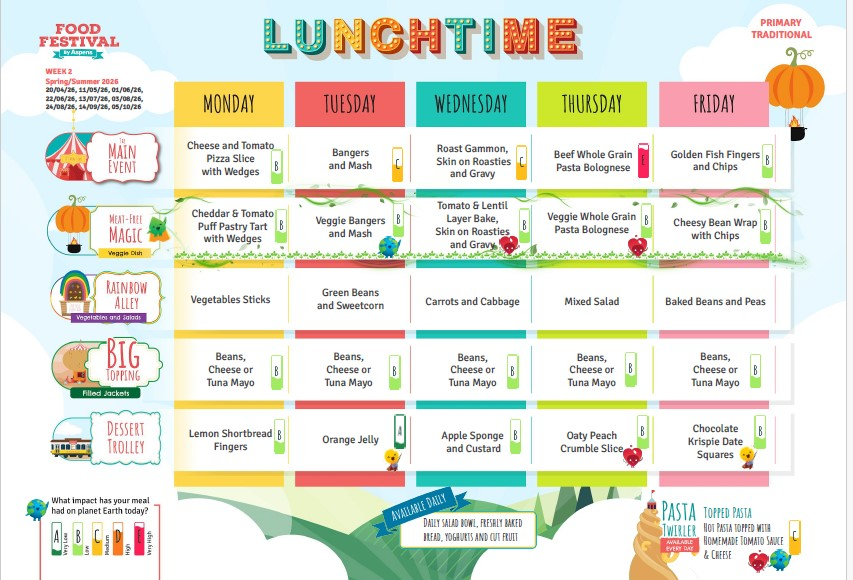 FOOD
FESTIVAL
by Aspens
LUNCHTIME
PRIMARY
TRADITIONAL
WEEK 2
Spring/Summer 2026
20/04/26, 11/05/26, 01/06/26,
22/06/26, 13/07/26, 03/08/26,
24/08/26, 14/09/26, 05/10/26
MONDAY
TUESDAY
WEDNESDAY
THURSDAY
FRIDAY
THE
MAIN
EVENT
Cheese and Tomato
Pizza Slice
with Wedges
B
Bangers
and Mash
C
Roast Gammon,
Skin on Roasties
and Gravy
C
Beef Whole Grain
Pasta Bolognese
E
Golden Fish Fingers
and Chips
B
MEAT-FREE
MAGIC
Veggie Dish
Cheddar & Tomato
Puff Pastry Tart
with Wedges
B
Veggie Bangers
and Mash
B
Tomato & Lentil
Layer Bake,
Skin on Roasties
and Gravy
B
Veggie Whole Grain
Pasta Bolognese
B
Cheesy Bean Wrap
with Chips
B
RAINBOW
ALLEY
Vegetables and Salads
Vegetables Sticks
Green Beans
and Sweetcorn
Carrots and Cabbage
Mixed Salad
Baked Beans and Peas
BIG
TOPPING
Filled Jackets
Beans,
Cheese or
Tuna Mayo
B
Beans,
Cheese or
Tuna Mayo
B
Beans,
Cheese or
Tuna Mayo
B
Beans,
Cheese or
Tuna Mayo
B
Beans,
Cheese or
Tuna Mayo
B
DESSERT
TROLLEY
Lemon Shortbread
Fingers
B
Orange Jelly
A
Apple Sponge
and Custard
B
Oaty Peach
Crumble Slice
B
Chocolate
Krispie Date
Squares
B
What impact has your meal
had on planet Earth today?
A
Very Low
B
Low
C
Medium
D
High
E
Very High
AVAILABLE DAILY
DAILY SALAD BOWL, FRESHLY BAKED
BREAD, YOGHURTS AND CUT FRUIT
PASTA
TWIRLER
AVAILABLE
EVERY DAY
TOPPED PASTA
HOT PASTA TOPPED WITH
HOMEMADE TOMATO SAUCE
& CHEESE
C